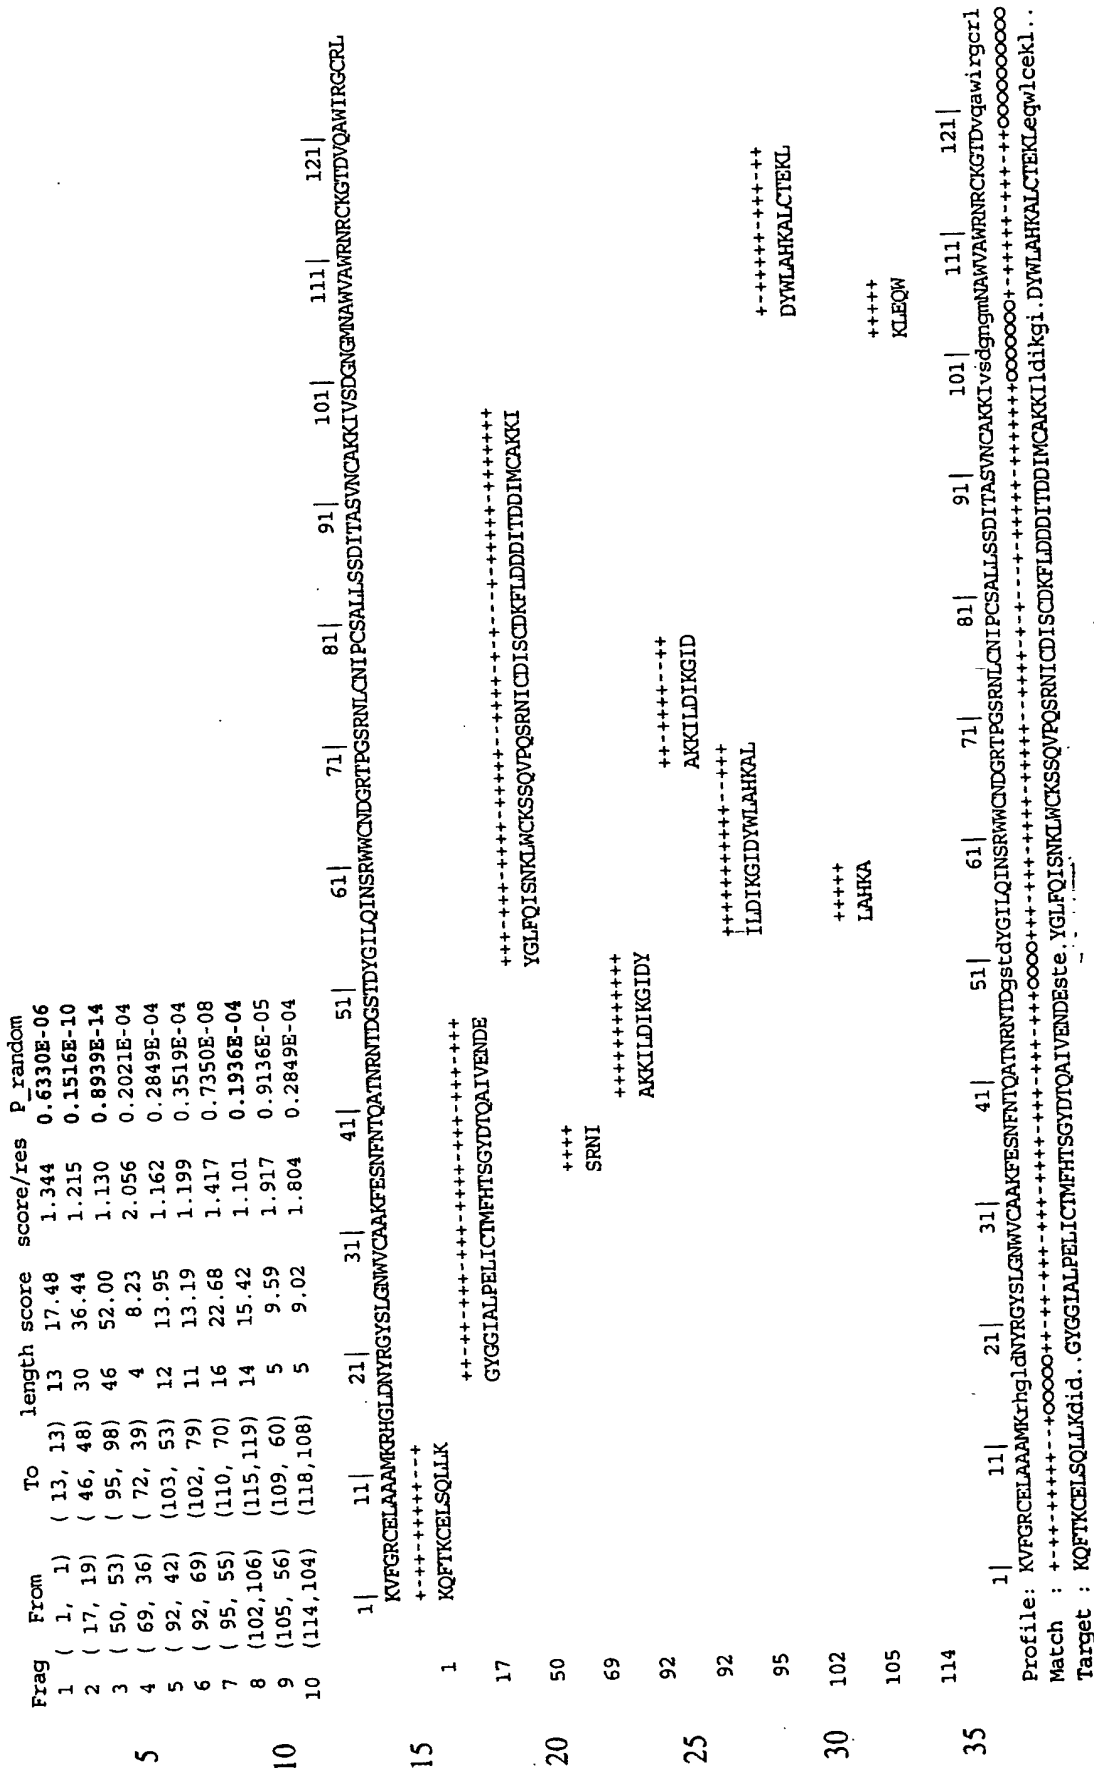 Frag From To length score score/res P_random
1 ( 1, 1) ( 13, 13) 13 17.48 1.344 0.6330E-06
2 ( 17, 19) ( 46, 48) 30 36.44 1.215 0.1516E-10
3 ( 50, 53) ( 95, 98) 46 52.00 1.130 0.8939E-14
5 4 ( 69, 36) ( 72, 39) 4 8.23 2.056 0.2021E-04
5 ( 92, 42) (103, 53) 12 13.95 1.162 0.2849E-04
6 ( 92, 69) (102, 79) 11 13.19 1.199 0.3519E-04
7 ( 95, 55) (110, 70) 16 22.68 1.417 0.7350E-08
8 (102,106) (115,119) 14 15.42 1.101 0.1936E-04
10 9 (105, 56) (109, 60) 5 9.59 1.917 0.9136E-05
10 (114,104) (118,108) 5 9.02 1.804 0.2849E-04
1| 11| 21| 31| 41| 51| 61| 71| 81| 91| 101| 111| 121|
KVFGRCELAAAMKRHGLDNYRGYSLGNWVCAAKFESNFNTQATNRNTDGSTDYGILQINSRWWCNDGRTPGSRNLCNIPCSALLSSDITASVNCAKKIVSDGNGMNAWVAWRNRCKGTDVQAWIRGCRL
15 +-++-+++++--+
1 KQFTKCELSQLLK
++-++-+++-+++-++++-+++-+++-+++
17 GYGGIALPELICTMFHTSGYDTQAIVENDE
+++-+++-++++-+++++--++++-+--+---+-+++++-+++++++
50 YGLFQISNKLWCKSSQVPQSRNICDISCDKFLDDDITDDIMCAKKI
20 ++++
69 SRNI
++++++++++++
92 AKKILDIKGIDY
++-++++--++
25 92 AKKILDIKGID
+++++++++++--+++
95 ILDIKGIDYWLAHKAL
+-++++++-+++-++
30 102 DYWLAHKALCTEKL
+++++
105 LAHKA
+++++
114 KLEQW
35 1| 11| 21| 31| 41| 51| 61| 71| 81| 91| 101| 111| 121|
Profile: KVFGRCELAAAMKrhgldNYRGYSLGNWVCAAKFESNFNTQATNRNTDgstdYGILQINSRWWCNDGRTPGSRNLCNIPCSALLSSDITASVNCAKKIvsdgngmNAWVAWRNRCKGTDvqawirgcrl
Match : +-++-+++++--+ooooo++-++-+++-+++-++++-+++-+++-+++oooo+++-+++-++++-+++++--++++-+--+---+-+++++-+++++++ooooooo+-+++++-+++-++oooooooooo
Target : KQFTKCELSQLLKdid..GYGGIALPELICTMFHTSGYDTQAIVENDEste.YGLFQISNKLWCKSSQVPQSRNICDISCDKFLDDDITDDIMCAKKIldikgi.DYWLAHKALCTEKLeqwlcekl..